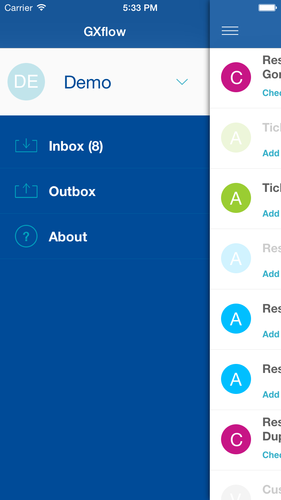 Carrier
5:33 PM
GXflow
DE
Demo
Inbox (8)
Outbox
? About
C
Res
Gor
Chec
A
Tick
Add
A
Tick
Add
A
Res
Add
A
Res
Add
A
Res
Add
C
Res
Dup
Chec
V
Cus